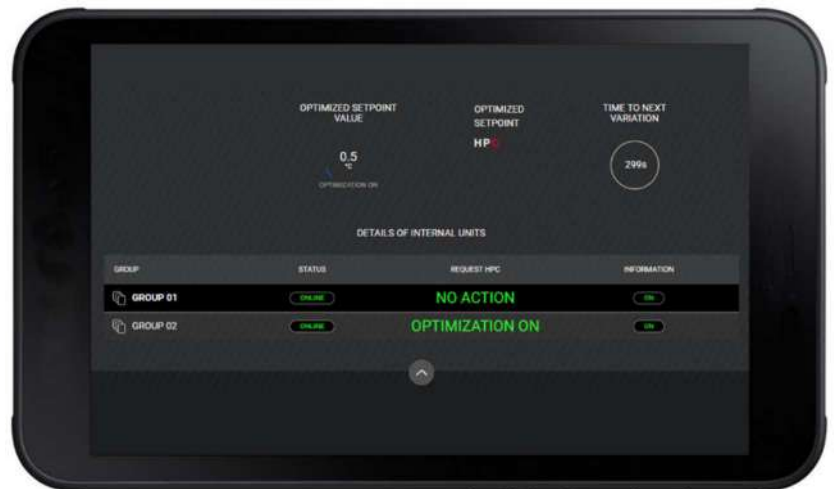 OPTIMIZED SETPOINT
VALUE
0.5
°C
OPTIMIZATION ON
OPTIMIZED
SETPOINT
HPC
TIME TO NEXT
VARIATION
299s
DETAILS OF INTERNAL UNITS
GROUP STATUS REQUEST HPC INFORMATION
GROUP 01 ONLINE NO ACTION ON
GROUP 02 ONLINE OPTIMIZATION ON ON